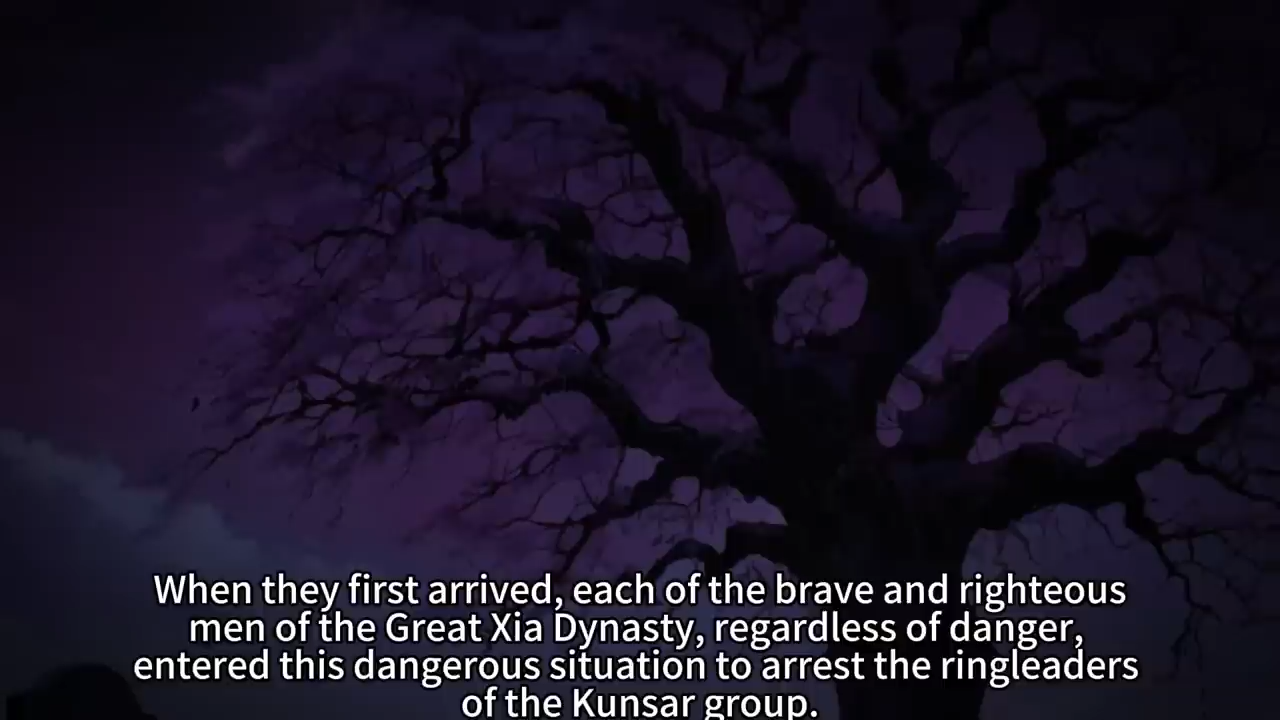 When they first arrived, each of the brave and righteous
men of the Great Xia Dynasty, regardless of danger,
entered this dangerous situation to arrest the ringleaders
of the Kunsar group.